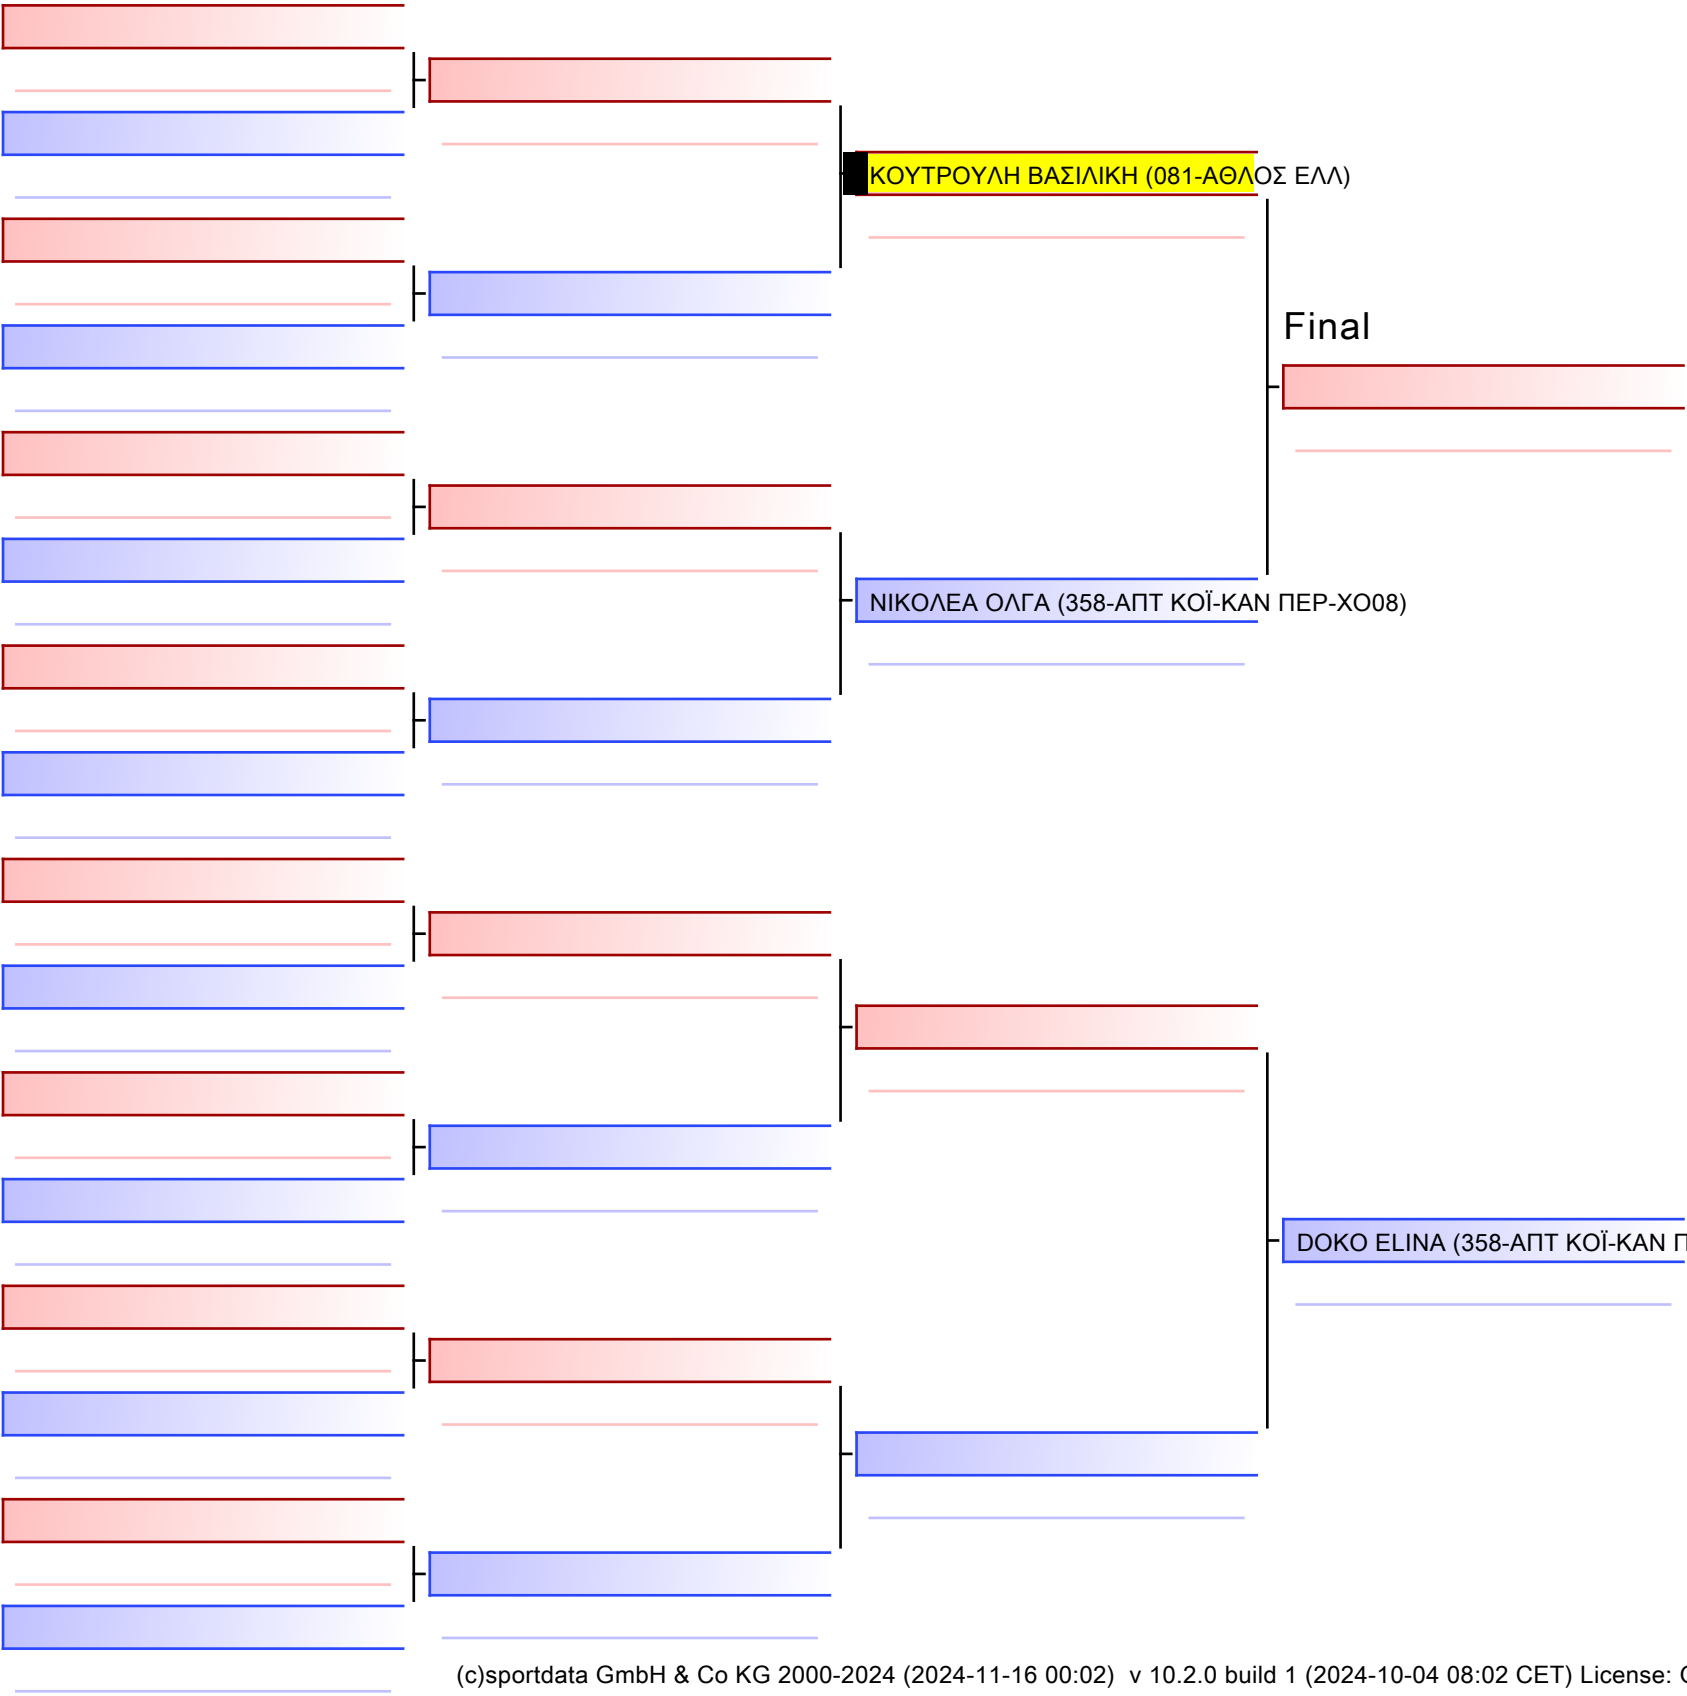 ΚΟΥΤΡΟΥΛΗ ΒΑΣΙΛΙΚΗ (081-ΑΘΛΟΣ ΕΛΛ)
Final
ΝΙΚΟΛΕΑ ΟΛΓΑ (358-ΑΠΤ ΚΟΪ-ΚΑΝ ΠΕΡ-ΧΟ08)
DOKO ELINA (358-ΑΠΤ ΚΟΪ-ΚΑΝ Π
(c)sportdata GmbH & Co KG 2000-2024 (2024-11-16 00:02) v 10.2.0 build 1 (2024-10-04 08:02 CET) License: